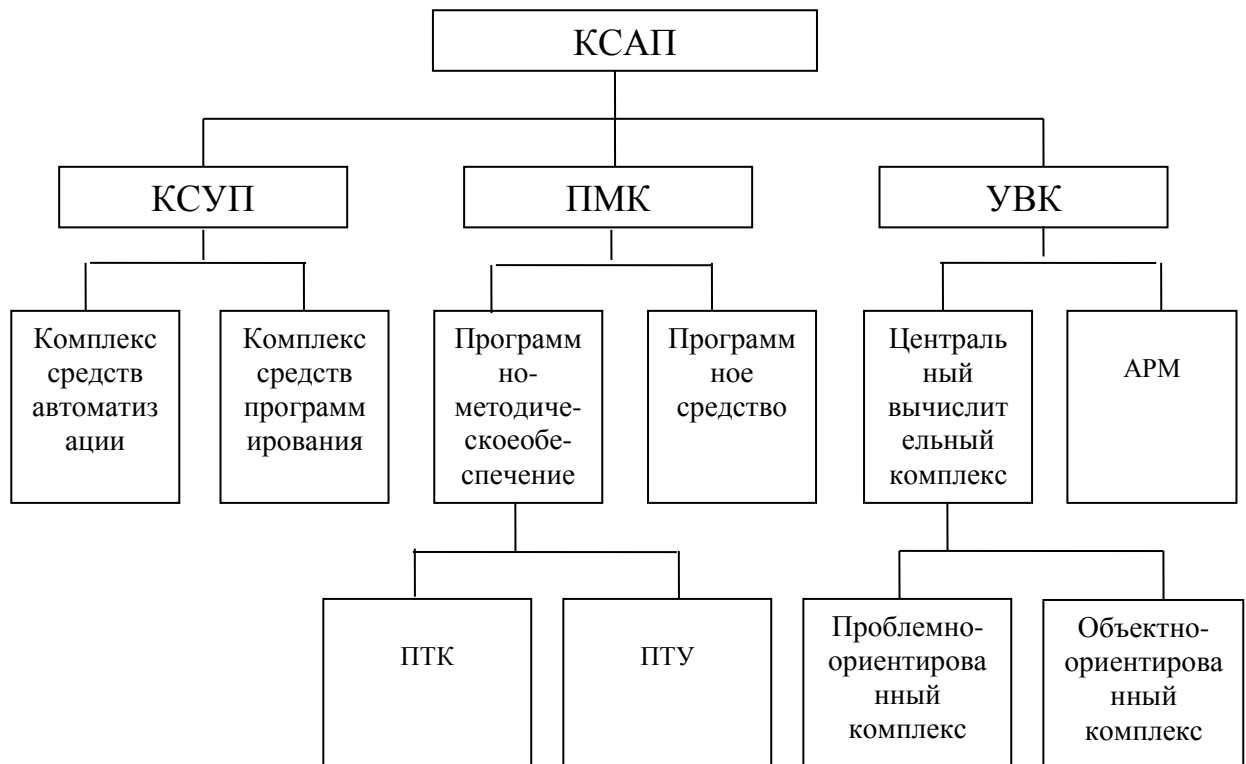 КСАП
КСУП
ПМК
УВК
Комплекс
средств
автоматиз
ации
Комплекс
средств
программ
ирования
Программ
но-
методиче-
скоеобе-
спечение
Программ
ное
средство
Централь
ный
вычислит
ельный
комплекс
АРМ
ПТК
ПТУ
Проблемно-
ориентирова
нный
комплекс
Объектно-
ориентирова
нный
комплекс